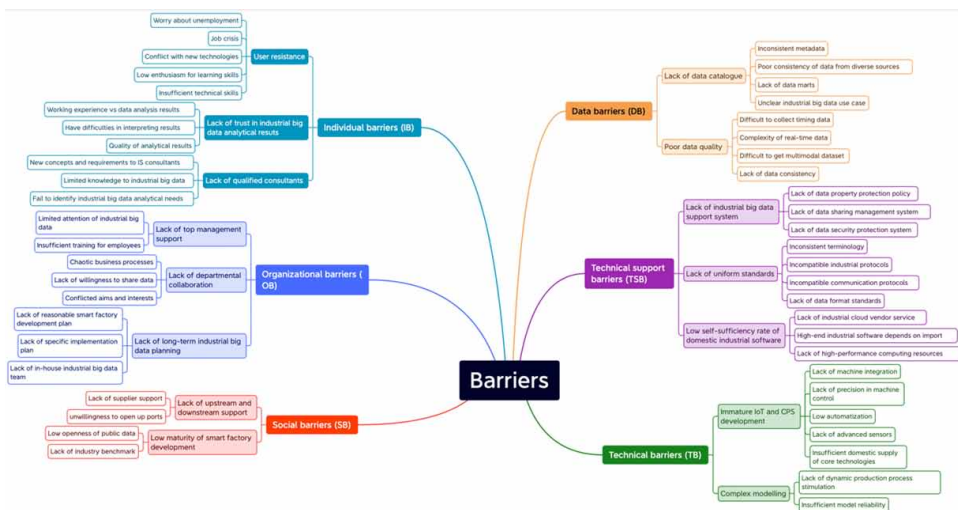 Worry about unemployment
Job crisis
Conflict with new technologies
Low enthusiasm for learning skills
Insufficient technical skills
User resistance
Working experience vs data analysis results
Have difficulties in interpreting results
Quality of analytical results
Lack of trust in industrial big
data analytical resuts
New concepts and requirements to IS consultants
Limited knowledge to industrial big data
Fail to identify industrial big data analytical needs
Lack of qualified consultants
Individual barriers (IB)
Limited attention of industrial big
data
Insufficient training for employees
Lack of top management
support
Chaotic business processes
Lack of willingness to share data
Conflicted aims and interests
Lack of departmental
collaboration
Lack of reasonable smart factory
development plan
Lack of specific implementation
plan
Lack of in-house industrial big data
team
Lack of long-term industrial big
data planning
Organizational barriers (
OB)
Lack of supplier support
unwillingness to open up ports
Lack of upstream and
downstream support
Low openness of public data
Lack of industry benchmark
Low maturity of smart factory
development
Social barriers (SB)
Barriers
Data barriers (DB)
Lack of data catalogue
Inconsistent metadata
Poor consistency of data from diverse sources
Lack of data marts
Unclear industrial big data use case
Poor data quality
Difficult to collect timing data
Complexity of real-time data
Difficult to get multimodal dataset
Lack of data consistency
Technical support
barriers (TSB)
Lack of industrial big data
support system
Lack of data property protection policy
Lack of data sharing management system
Lack of data security protection system
Lack of uniform standards
Inconsistent terminology
Incompatible industrial protocols
Incompatible communication protocols
Lack of data format standards
Low self-sufficiency rate of
domestic industrial software
Lack of industrial cloud vendor service
High-end industrial software depends on import
Lack of high-performance computing resources
Technical barriers (TB)
Immature IoT and CPS
development
Lack of machine integration
Lack of precision in machine
control
Low automatization
Lack of advanced sensors
Insufficient domestic supply
of core technologies
Complex modelling
Lack of dynamic production process
stimulation
Insufficient model reliability